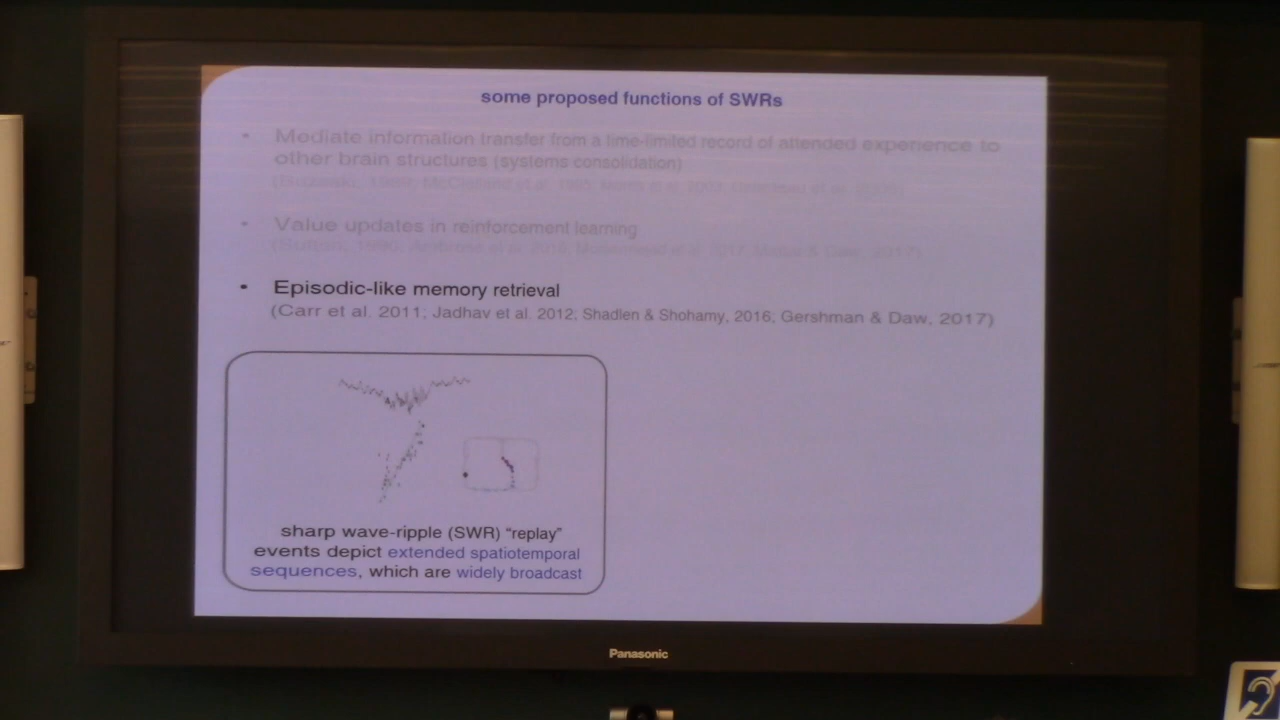 some proposed functions of SWRs
• Mediate information transfer from a time-limited record of attended experience to
other brain structures (systems consolidation)
• Value updates in reinforcement learning
• Episodic-like memory retrieval
(Carr et al. 2011; Jadhav et al. 2012; Shadlen & Shohamy, 2016; Gershman & Daw, 2017)
sharp wave-ripple (SWR) “replay”
events depict extended spatiotemporal
sequences, which are widely broadcast
Panasonic